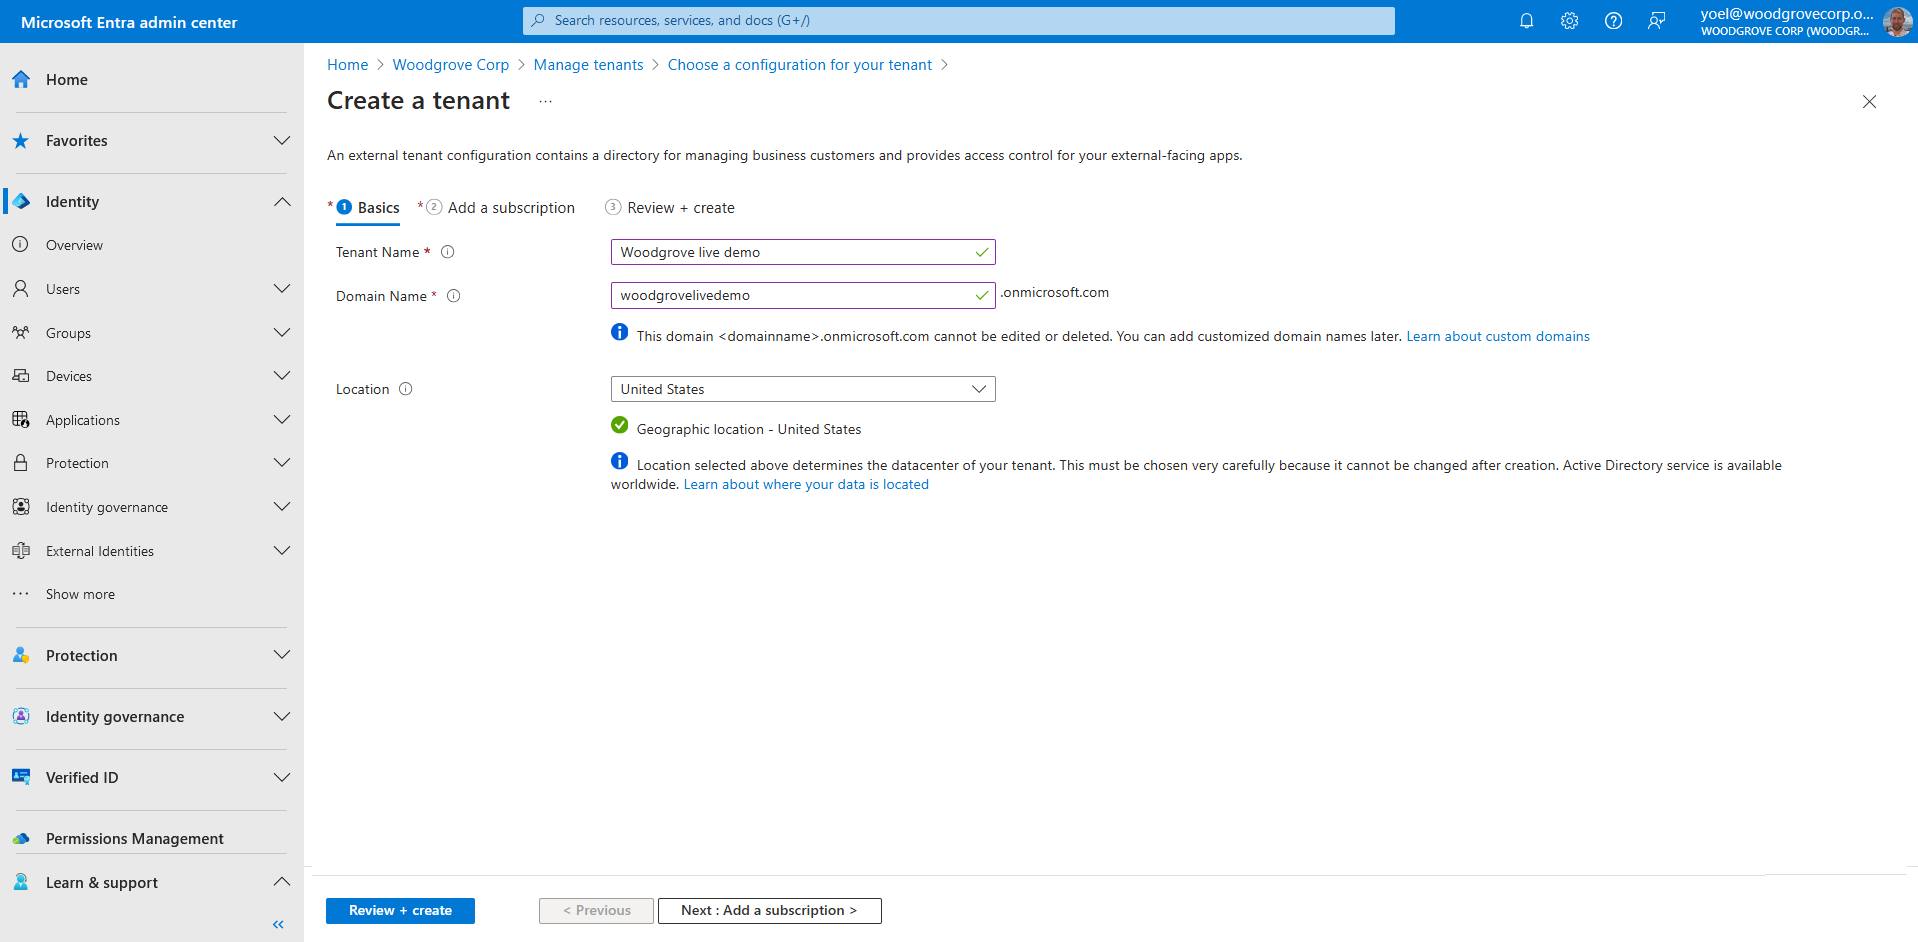 Microsoft Entra admin center
Search resources, services, and docs (G+/)
yoel@woodgrovecorp.o...
WOODGROVE CORP (WOODGR...
Home
Favorites
Identity
Overview
Users
Groups
Devices
Applications
Protection
Identity governance
External Identities
Show more
Protection
Identity governance
Verified ID
Permissions Management
Learn & support
Home > Woodgrove Corp > Manage tenants > Choose a configuration for your tenant >
Create a tenant ...
An external tenant configuration contains a directory for managing business customers and provides access control for your external-facing apps.
* 1 Basics * 2 Add a subscription 3 Review + create
Tenant Name *
Woodgrove live demo
Domain Name *
woodgrovelivedemo .onmicrosoft.com
This domain <domainname>.onmicrosoft.com cannot be edited or deleted. You can add customized domain names later. Learn about custom domains
Location
United States
Geographic location - United States
Location selected above determines the datacenter of your tenant. This must be chosen very carefully because it cannot be changed after creation. Active Directory service is available
worldwide. Learn about where your data is located
Review + create
< Previous
Next : Add a subscription >